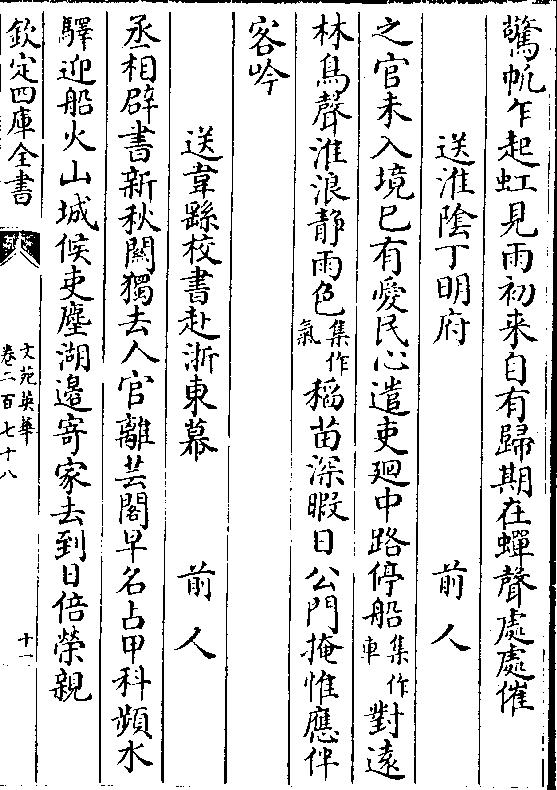 驚帆乍起虹見雨初来自有歸期在蟬聲處處催
送淮陰丁明府 前人
之官未入境已有愛民心遣吏廻中路停船集作車對遠
林鳥聲淮浪静雨色集作氣稻苗深暇日公門掩惟應伴
客吟
送韋繇校書赴浙東幕 前人
丞相辟書新秋闗獨去人官離芸閣早名占甲科頻水
驛迎船火山城候吏塵湖邉寄家去到日倍榮親
欽定四庫全書
文苑英華
卷二百七十八
十一